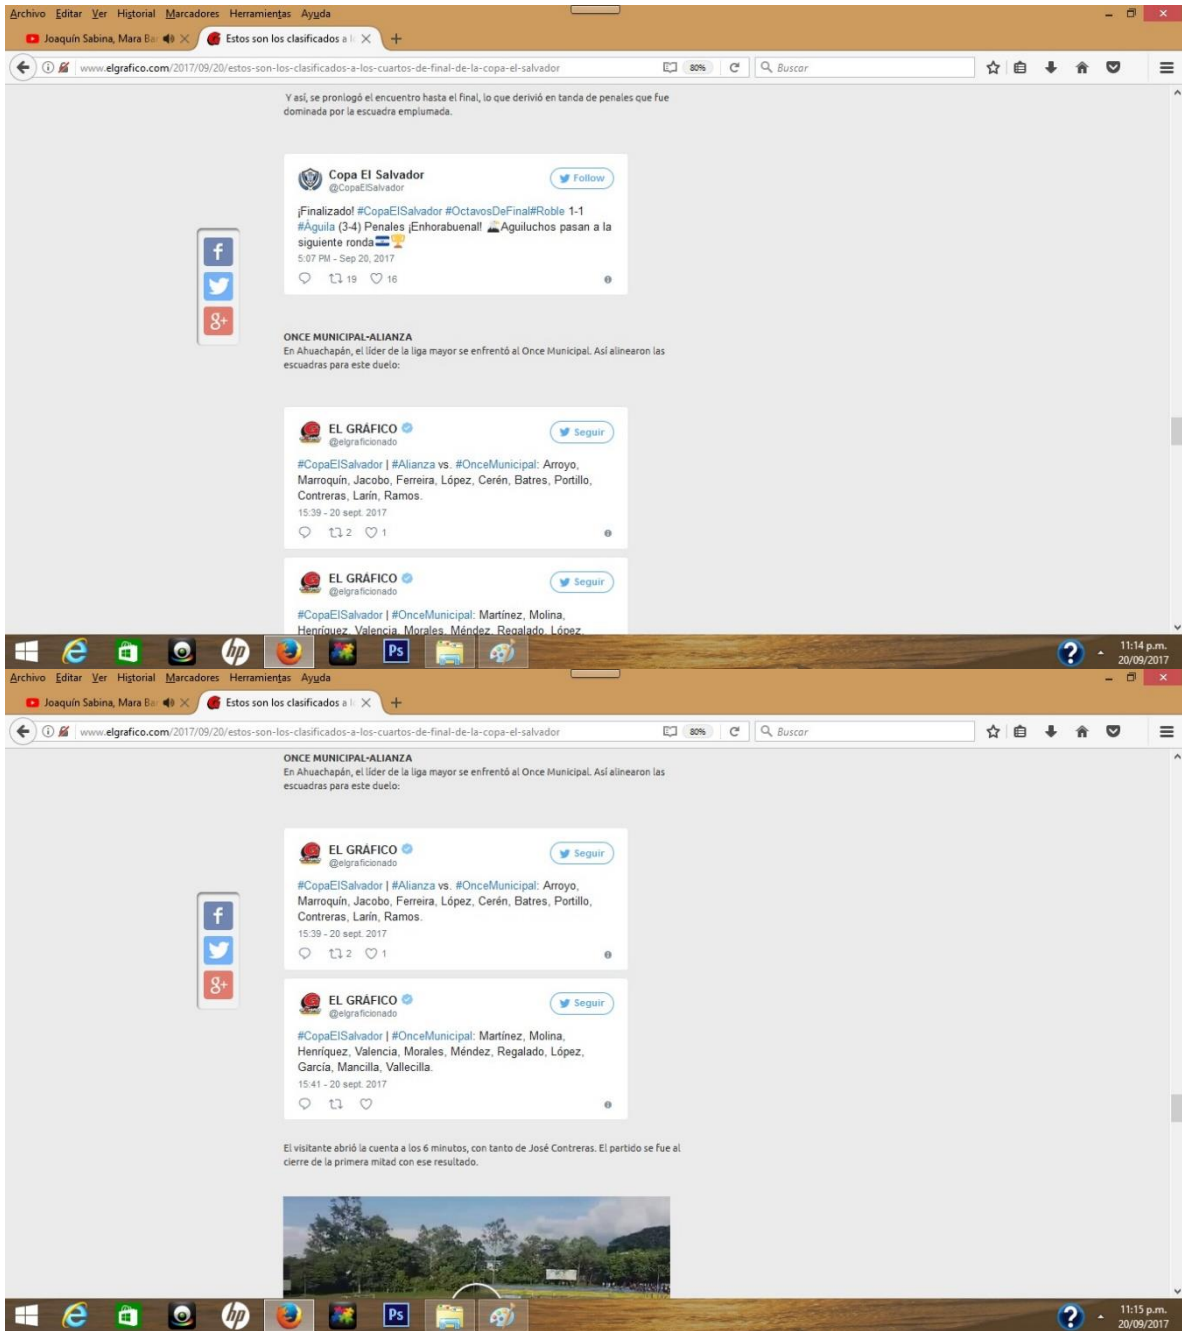 Archivo Editar Ver Historial Marcadores Herramientas Ayuda
Joaquín Sabina, Mara Ba
Estos son los clasificados a l
www.elgrafico.com/2017/09/20/estos-son-los-clasificados-a-los-cuartos-de-final-de-la-copa-el-salvador
80%
Buscar
Y así, se pronlogó el encuentro hasta el final, lo que derivió en tanda de penales que fue
dominada por la escuadra emplumada.
Copa El Salvador
@CopaElSalvador
Follow
¡Finalizado! #CopaElSalvador #OctavosDeFinal#Roble 1-1
#Águila (3-4) Penales ¡Enhorabuena!! Aguiluchos pasan a la
siguiente ronda
5:07 PM - Sep 20, 2017
19 16
f
g+
ONCE MUNICIPAL-ALIANZA
En Ahuachapán, el líder de la liga mayor se enfrentó al Once Municipal. Así alinearon las
escuadras para este duelo:
EL GRÁFICO
@elgraficionado
Seguir
#CopaElSalvador | #Alianza vs. #OnceMunicipal: Arroyo,
Marroquín, Jacobo, Ferreira, López, Cerén, Batres, Portillo,
Contreras, Larín, Ramos.
15:39 - 20 sept. 2017
2 1
EL GRÁFICO
@elgraficionado
Seguir
#CopaElSalvador | #OnceMunicipal: Martínez, Molina,
Henríquez, Valencia, Morales, Méndez, Regalado, López,
hp
Ps
?
11:14 p.m.
20/09/2017
Archivo Editar Ver Historial Marcadores Herramientas Ayuda
Joaquín Sabina, Mara Ba
Estos son los clasificados a l
www.elgrafico.com/2017/09/20/estos-son-los-clasificados-a-los-cuartos-de-final-de-la-copa-el-salvador
80%
Buscar
ONCE MUNICIPAL-ALIANZA
En Ahuachapán, el líder de la liga mayor se enfrentó al Once Municipal. Así alinearon las
escuadras para este duelo:
EL GRÁFICO
@elgraficionado
Seguir
#CopaElSalvador | #Alianza vs. #OnceMunicipal: Arroyo,
Marroquín, Jacobo, Ferreira, López, Cerén, Batres, Portillo,
Contreras, Larín, Ramos.
15:39 - 20 sept. 2017
2 1
f
g+
EL GRÁFICO
@elgraficionado
Seguir
#CopaElSalvador | #OnceMunicipal: Martínez, Molina,
Henríquez, Valencia, Morales, Méndez, Regalado, López,
García, Mancilla, Vallecilla.
15:41 - 20 sept. 2017
El visitante abrió la cuenta a los 6 minutos, con tanto de José Contreras. El partido se fue al
cierre de la primera mitad con ese resultado.
hp
Ps
?
11:15 p.m.
20/09/2017